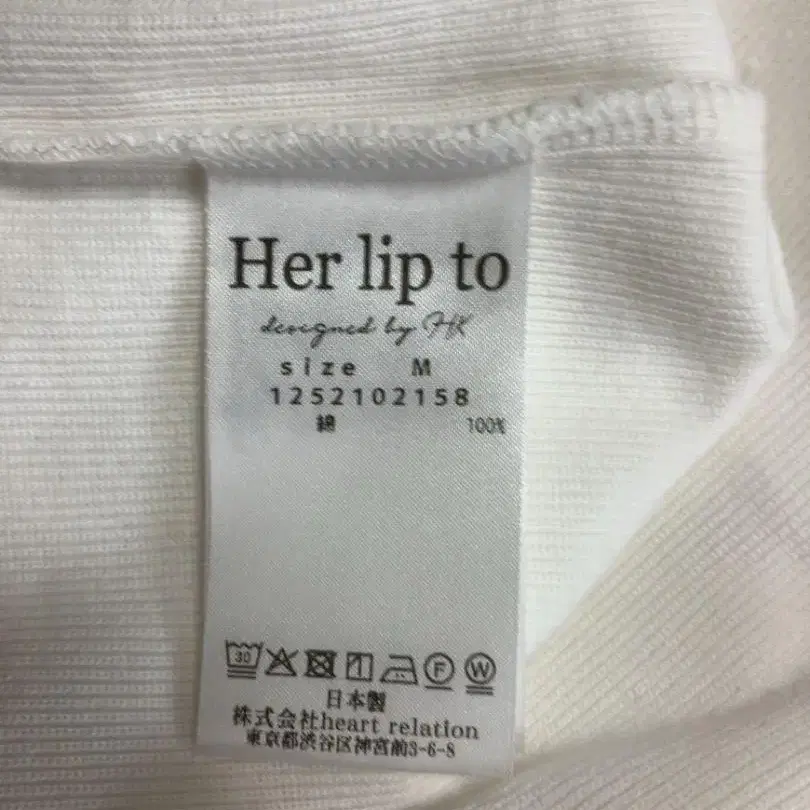 Her lip to
designed by HK
size M
1252102158
綿 100%
30 F W
日本製
株式会社heart relation
東京都渋谷区神宮前3-6-8